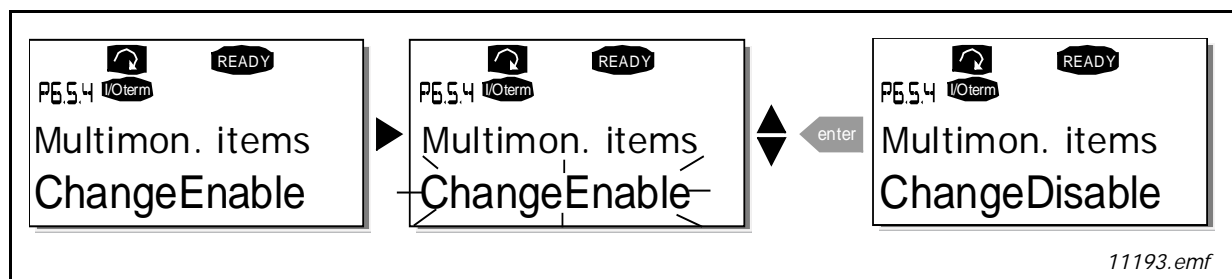 READY
P6.5.4 I/Oterm
Multimon. items
ChangeEnable
READY
P6.5.4 I/Oterm
Multimon. items
ChangeEnable
enter
READY
P6.5.4 I/Oterm
Multimon. items
ChangeDisable
11193.emf